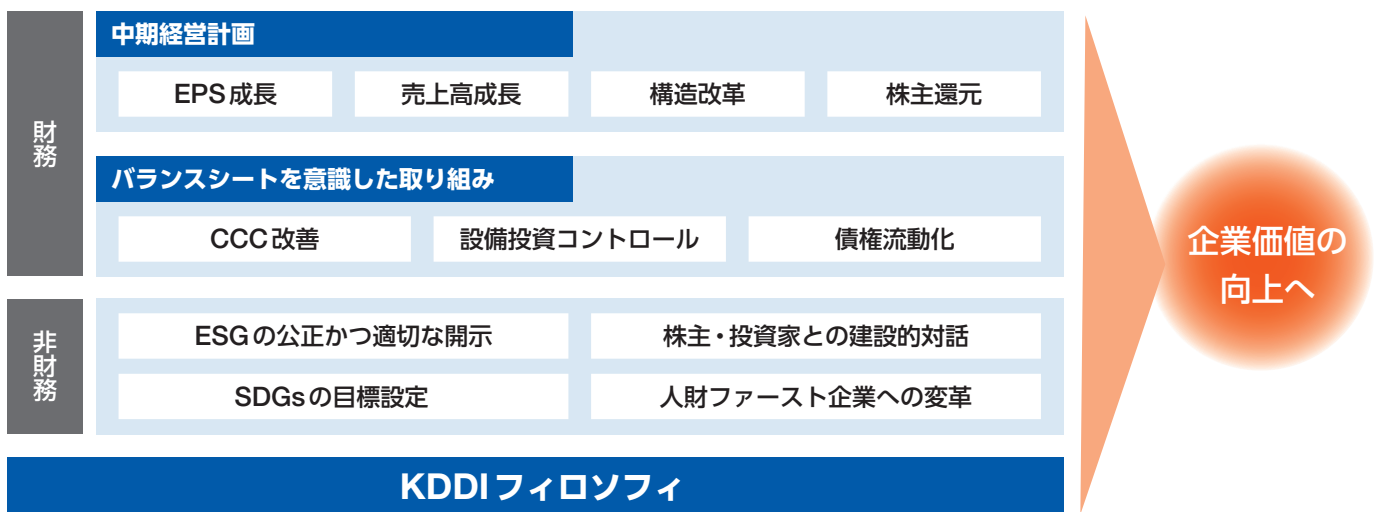 財務
中期経営計画
EPS成長
売上高成長
構造改革
株主還元
バランスシートを意識した取り組み
CCC改善
設備投資コントロール
債権流動化
非財務
ESGの公正かつ適切な開示
株主・投資家との建設的対話
SDGsの目標設定
人財ファースト企業への変革
KDDIフィロソフィ
企業価値の
向上へ